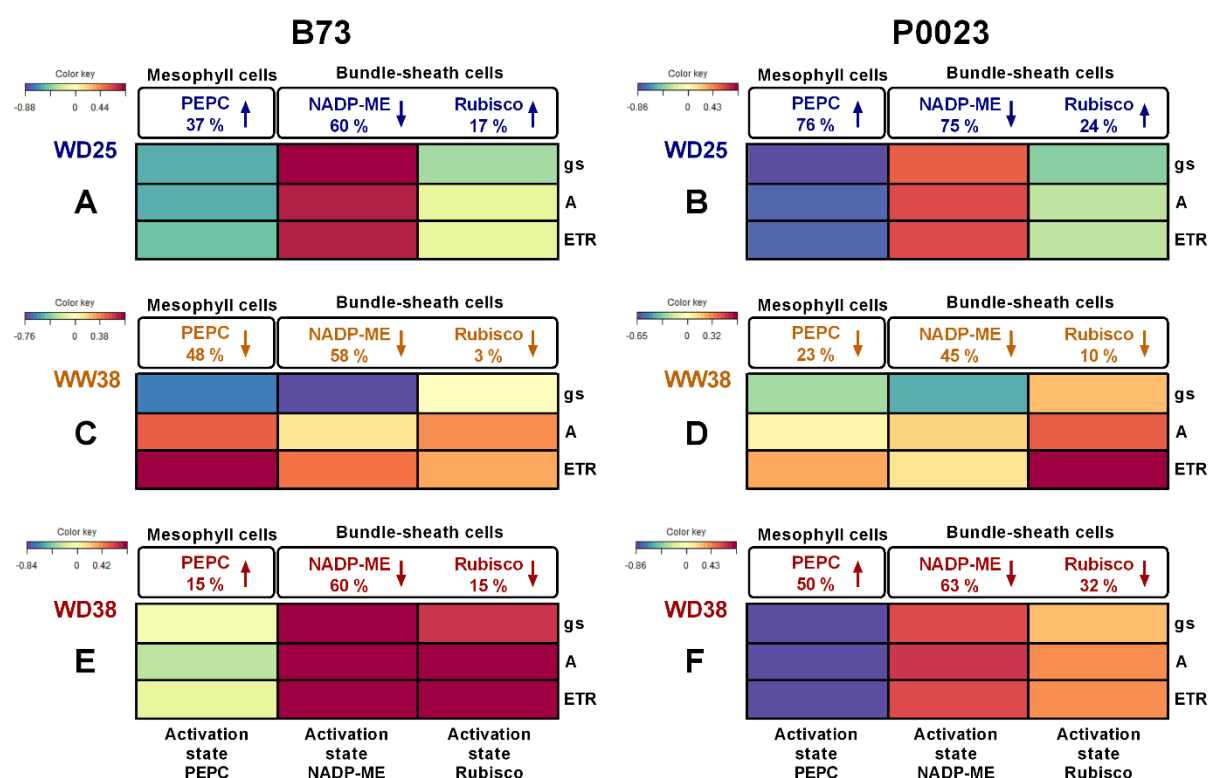 B73
P0023
Color key
-0.88 0 0.44
Mesophyll cells
Bundle-sheath cells
PEPC
37 %
NADP-ME
60 %
Rubisco
17 %
WD25
A
gs
A
ETR
Color key
-0.86 0 0.43
Mesophyll cells
Bundle-sheath cells
PEPC
76 %
NADP-ME
75 %
Rubisco
24 %
WD25
B
gs
A
ETR
Color key
-0.76 0 0.38
Mesophyll cells
Bundle-sheath cells
PEPC
48 %
NADP-ME
58 %
Rubisco
3 %
WW38
C
gs
A
ETR
Color key
-0.65 0 0.32
Mesophyll cells
Bundle-sheath cells
PEPC
23 %
NADP-ME
45 %
Rubisco
10 %
WW38
D
gs
A
ETR
Color key
-0.84 0 0.42
Mesophyll cells
Bundle-sheath cells
PEPC
15 %
NADP-ME
60 %
Rubisco
15 %
WD38
E
gs
A
ETR
Activation
state
PEPC
Activation
state
NADP-ME
Activation
state
Rubisco
Color key
-0.86 0 0.43
Mesophyll cells
Bundle-sheath cells
PEPC
50 %
NADP-ME
63 %
Rubisco
32 %
WD38
F
gs
A
ETR
Activation
state
PEPC
Activation
state
NADP-ME
Activation
state
Rubisco